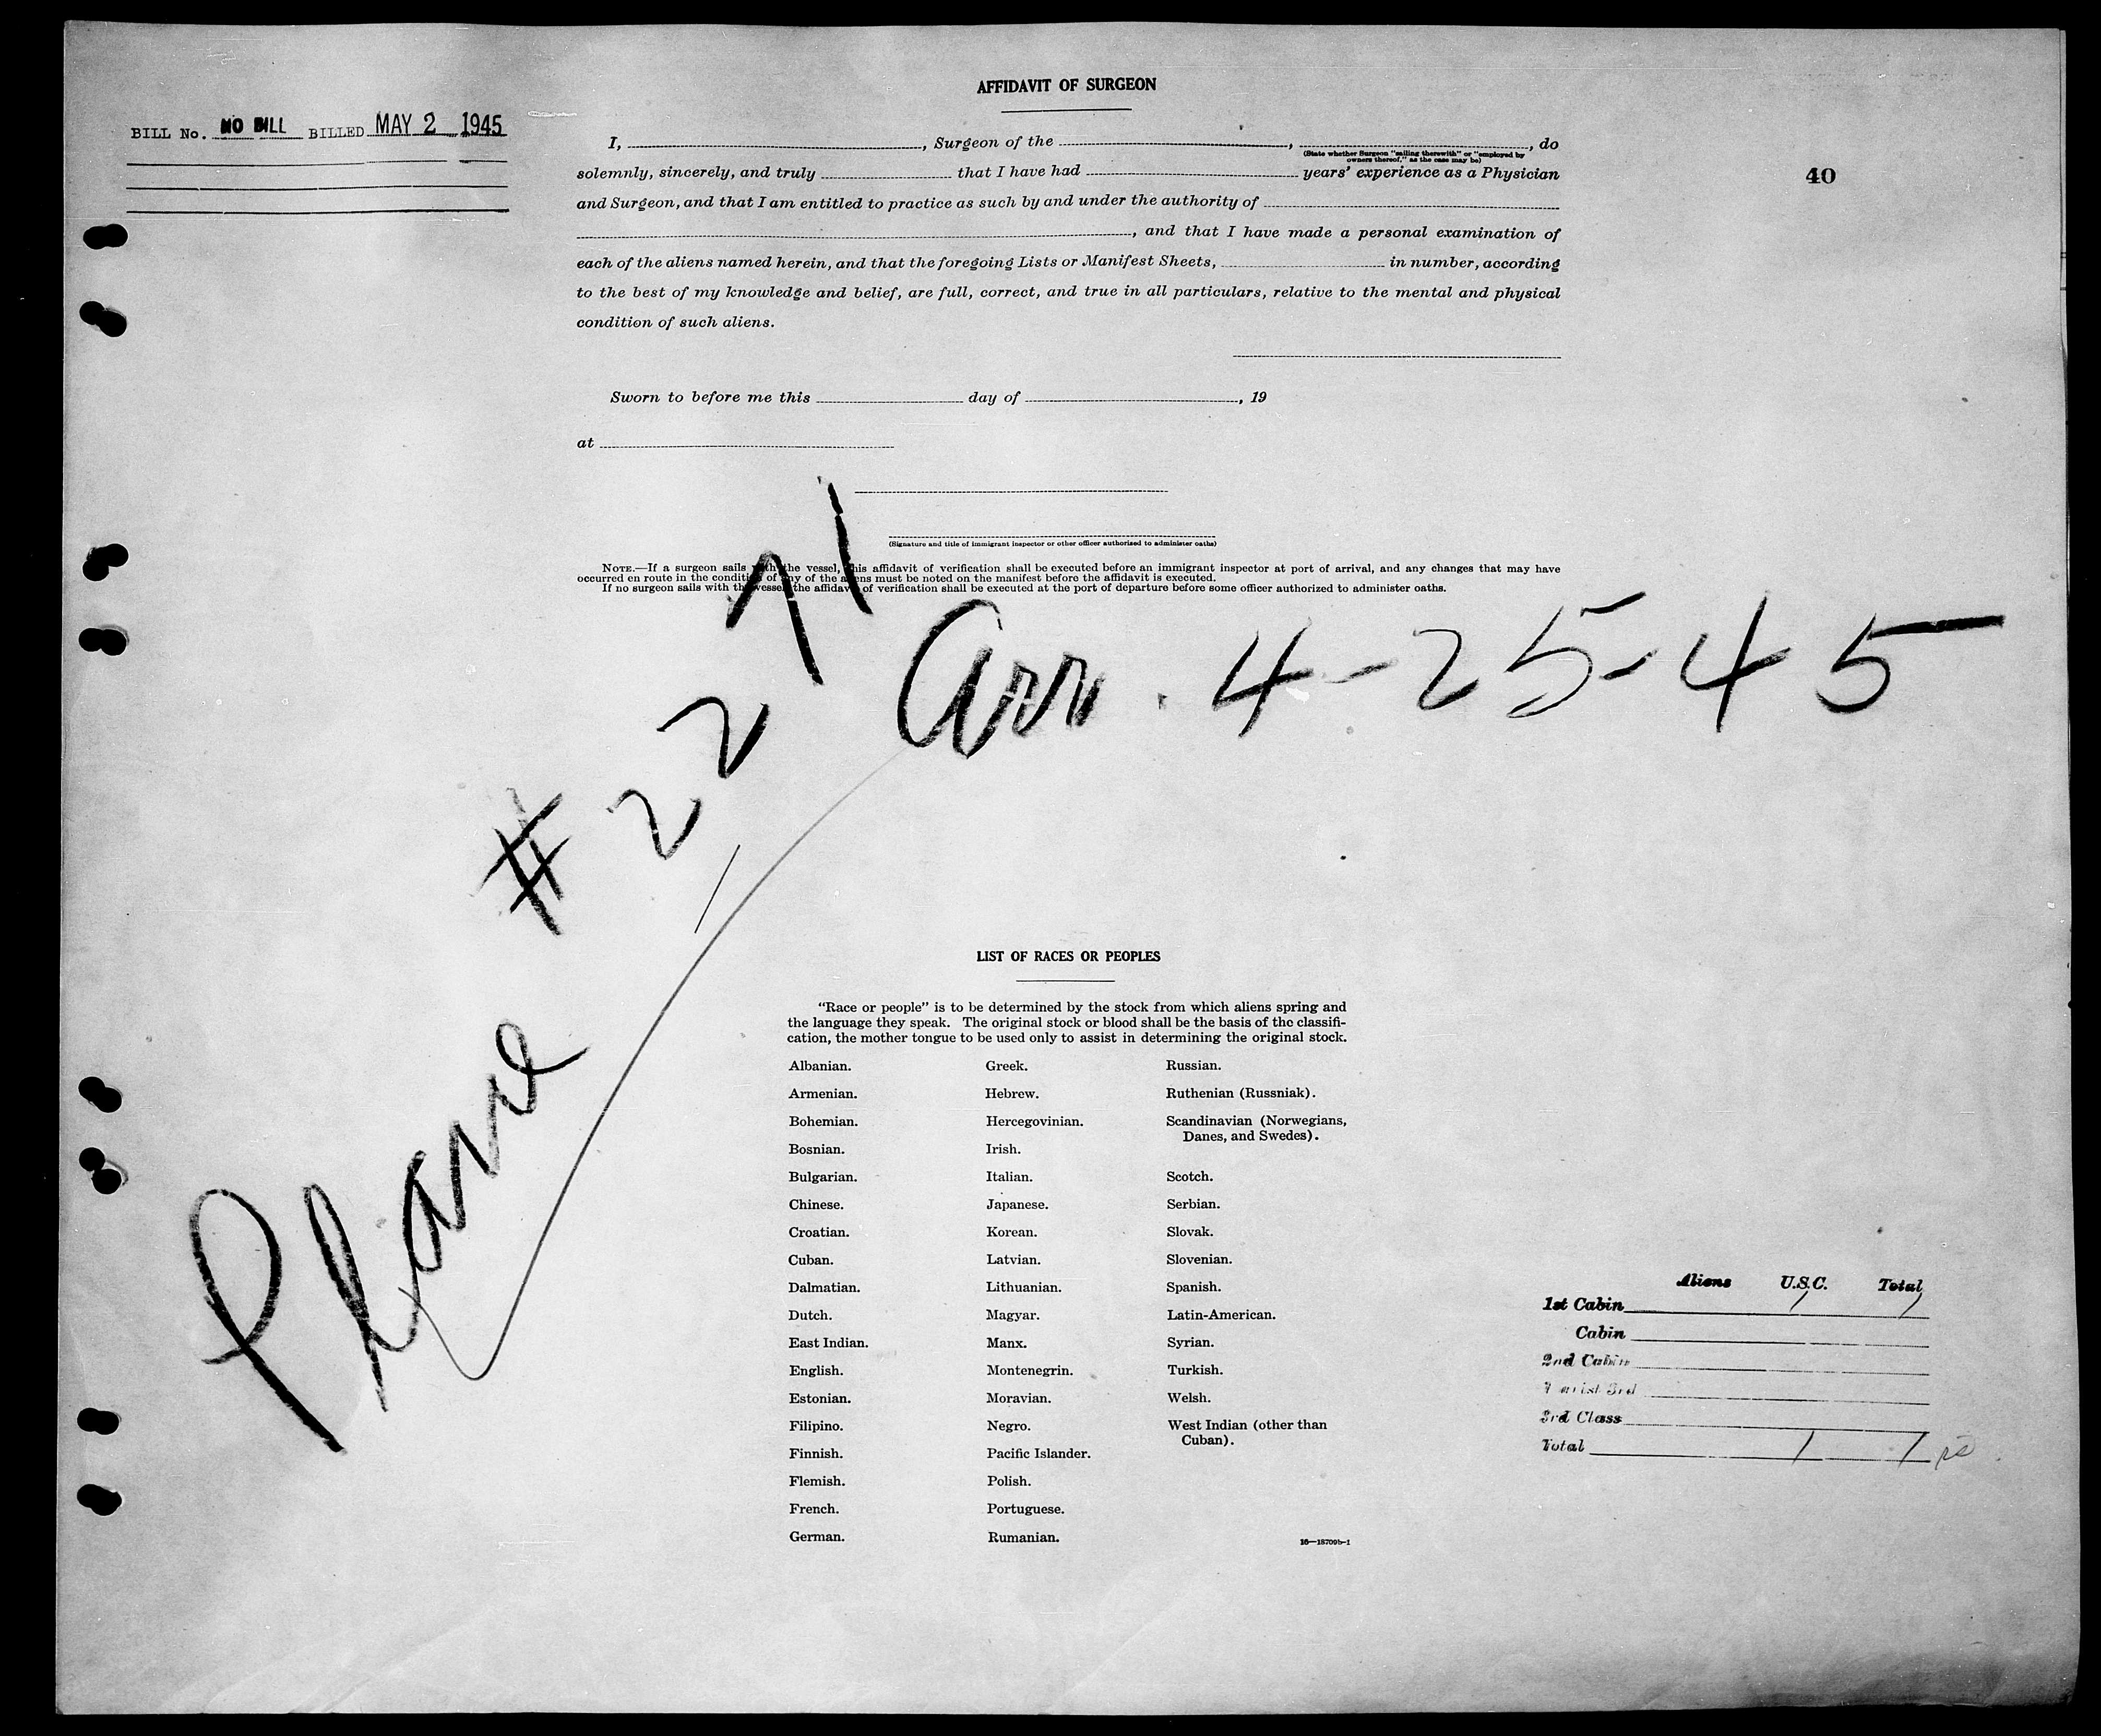 AFFIDAVIT OF SURGEON
BILL No. NO BILL BILLED MAY 2 1945
40
I, , Surgeon of the , , do
(State whether Surgeon "sailing therewith" or "employed by
owners thereof," as the case may be)
solemnly, sincerely, and truly that I have had years' experience as a Physician
and Surgeon, and that I am entitled to practice as such by and under the authority of
, and that I have made a personal examination of
each of the aliens named herein, and that the foregoing Lists or Manifest Sheets, in number, according
to the best of my knowledge and belief, are full, correct, and true in all particulars, relative to the mental and physical
condition of such aliens.
Sworn to before me this day of , 19
at
(Signature and title of immigrant inspector or other officer authorized to administer oaths)
NOTE.—If a surgeon sails with the vessel, this affidavit of verification shall be executed before an immigrant inspector at port of arrival, and any changes that may have
occurred en route in the condition of any of the aliens must be noted on the manifest before the affidavit is executed.
If no surgeon sails with the vessel, the affidavit of verification shall be executed at the port of departure before some officer authorized to administer oaths.
Plane #2271
Arr. 4-25-45
LIST OF RACES OR PEOPLES
"Race or people" is to be determined by the stock from which aliens spring and
the language they speak. The original stock or blood shall be the basis of the classifi-
cation, the mother tongue to be used only to assist in determining the original stock.
Albanian.
Armenian.
Bohemian.
Bosnian.
Bulgarian.
Chinese.
Croatian.
Cuban.
Dalmatian.
Dutch.
East Indian.
English.
Estonian.
Filipino.
Finnish.
Flemish.
French.
German.
Greek.
Hebrew.
Hercegovinian.
Irish.
Italian.
Japanese.
Korean.
Latvian.
Lithuanian.
Magyar.
Manx.
Montenegrin.
Moravian.
Negro.
Pacific Islander.
Polish.
Portuguese.
Rumanian.
Russian.
Ruthenian (Russniak).
Scandinavian (Norwegians,
Danes, and Swedes).
Scotch.
Serbian.
Slovak.
Slovenian.
Spanish.
Latin-American.
Syrian.
Turkish.
Welsh.
West Indian (other than
Cuban).
16—18709b-1
Aliens U.S.C. Total
1st Cabin 1 1
Cabin
2nd Cabin
Tourist 3rd
3rd Class
Total 1 1